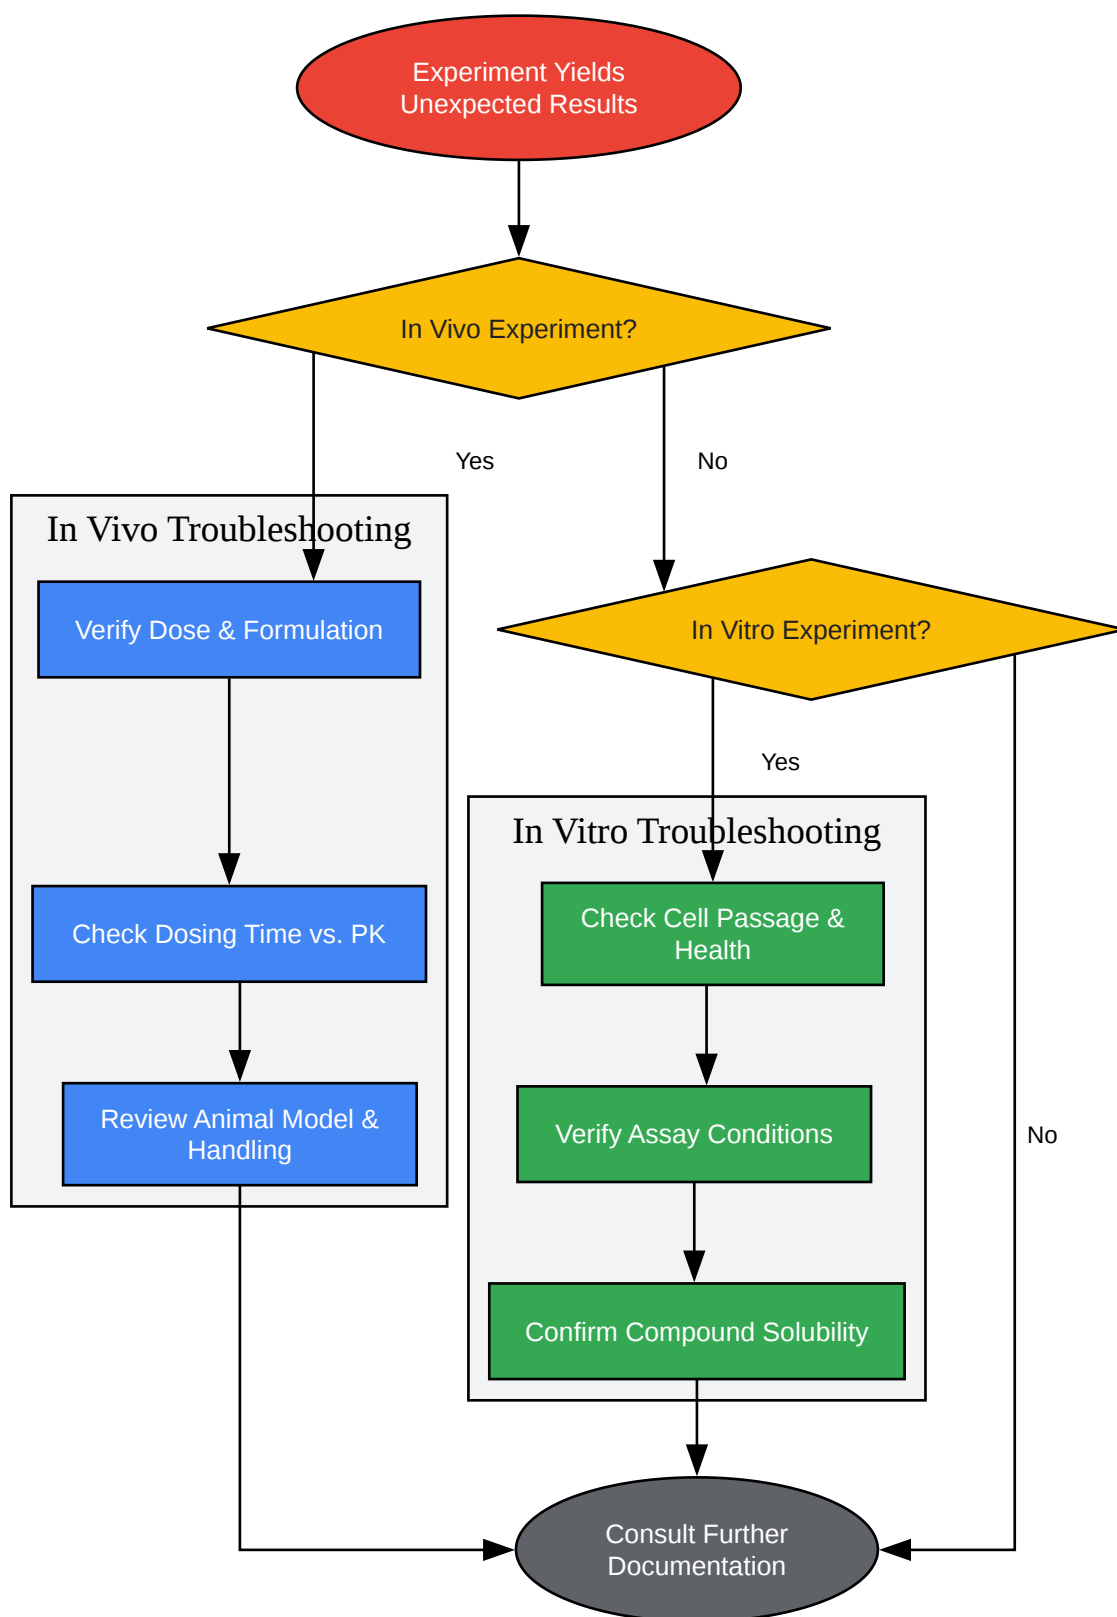 Experiment Yields
Unexpected Results
In Vivo Experiment?
Yes
No
In Vivo Troubleshooting
Verify Dose & Formulation
In Vitro Experiment?
Yes
In Vitro Troubleshooting
Check Dosing Time vs. PK
Check Cell Passage &
Health
Review Animal Model &
Handling
Verify Assay Conditions
No
Confirm Compound Solubility
Consult Further
Documentation